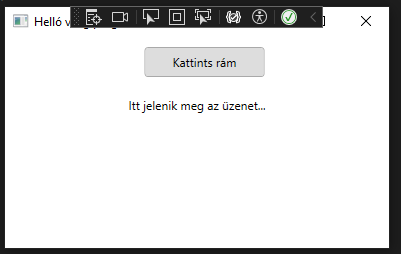 Helló v
Kattints rám
Itt jelenik meg az üzenet...